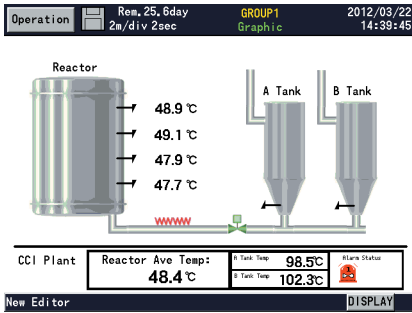 Operation
Rem.25.6day
2m/div 2sec
GROUP1
Graphic
2012/03/22
14:39:45
Reactor
A Tank
B Tank
48.9 ℃
49.1 ℃
47.9 ℃
47.7 ℃
CCI Plant
Reactor Ave Temp:
48.4℃
A Tank Temp 98.5℃
B Tank Temp 102.3℃
Alarm Status
New Editor
DISPLAY